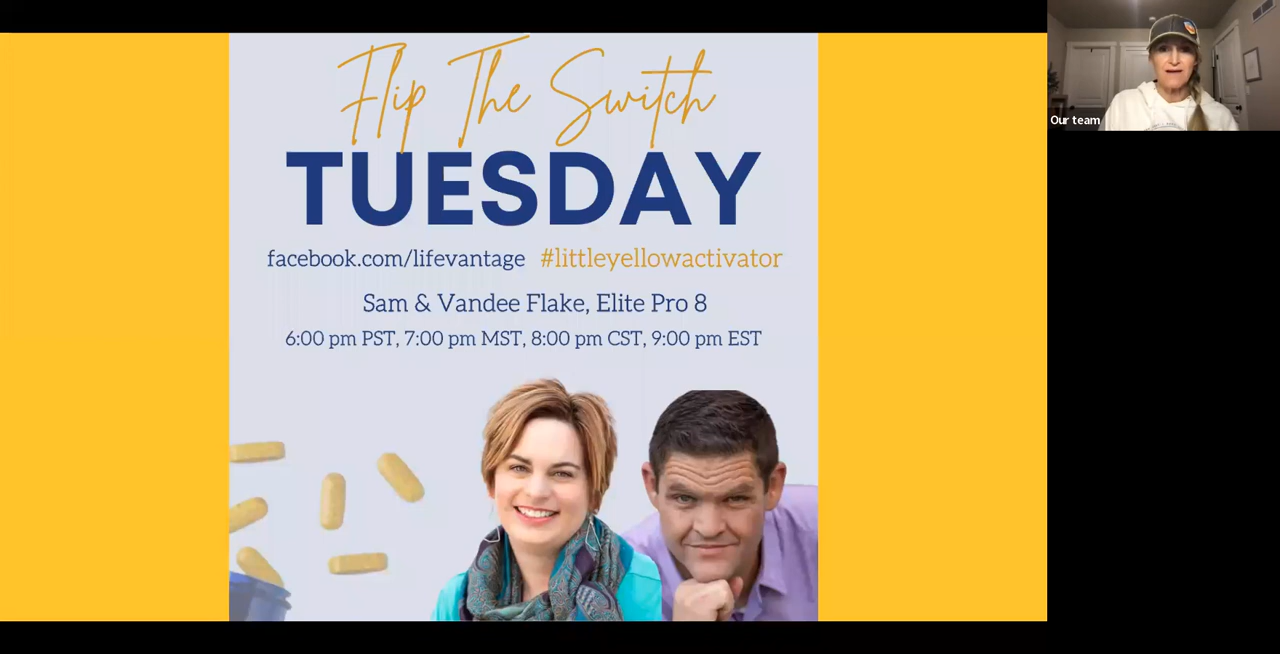 Flip The Switch
TUESDAY
facebook.com/lifevantage #littleyellowactivator
Sam & Vandee Flake, Elite Pro 8
6:00 pm PST, 7:00 pm MST, 8:00 pm CST, 9:00 pm EST
Our team